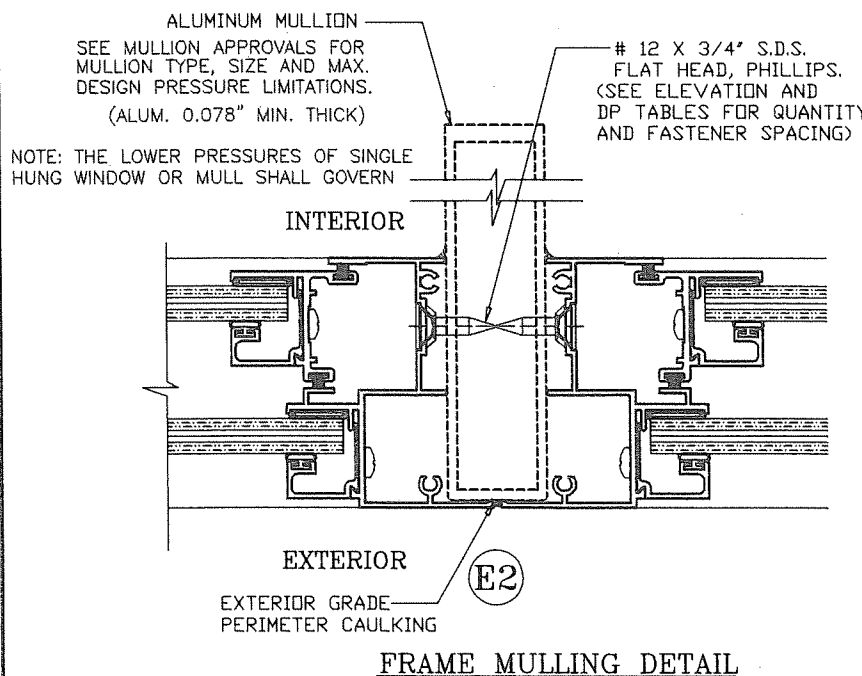 ALUMINUM MULLION
SEE MULLION APPROVALS FOR
MULLION TYPE, SIZE AND MAX.
DESIGN PRESSURE LIMITATIONS.
(ALUM. 0.078" MIN. THICK)
NOTE: THE LOWER PRESSURES OF SINGLE
HUNG WINDOW OR MULL SHALL GOVERN
# 12 X 3/4" S.D.S.
FLAT HEAD, PHILLIPS.
(SEE ELEVATION AND
DP TABLES FOR QUANTITY
AND FASTENER SPACING)
INTERIOR
EXTERIOR
E2
EXTERIOR GRADE
PERIMETER CAULKING
FRAME MULLING DETAIL